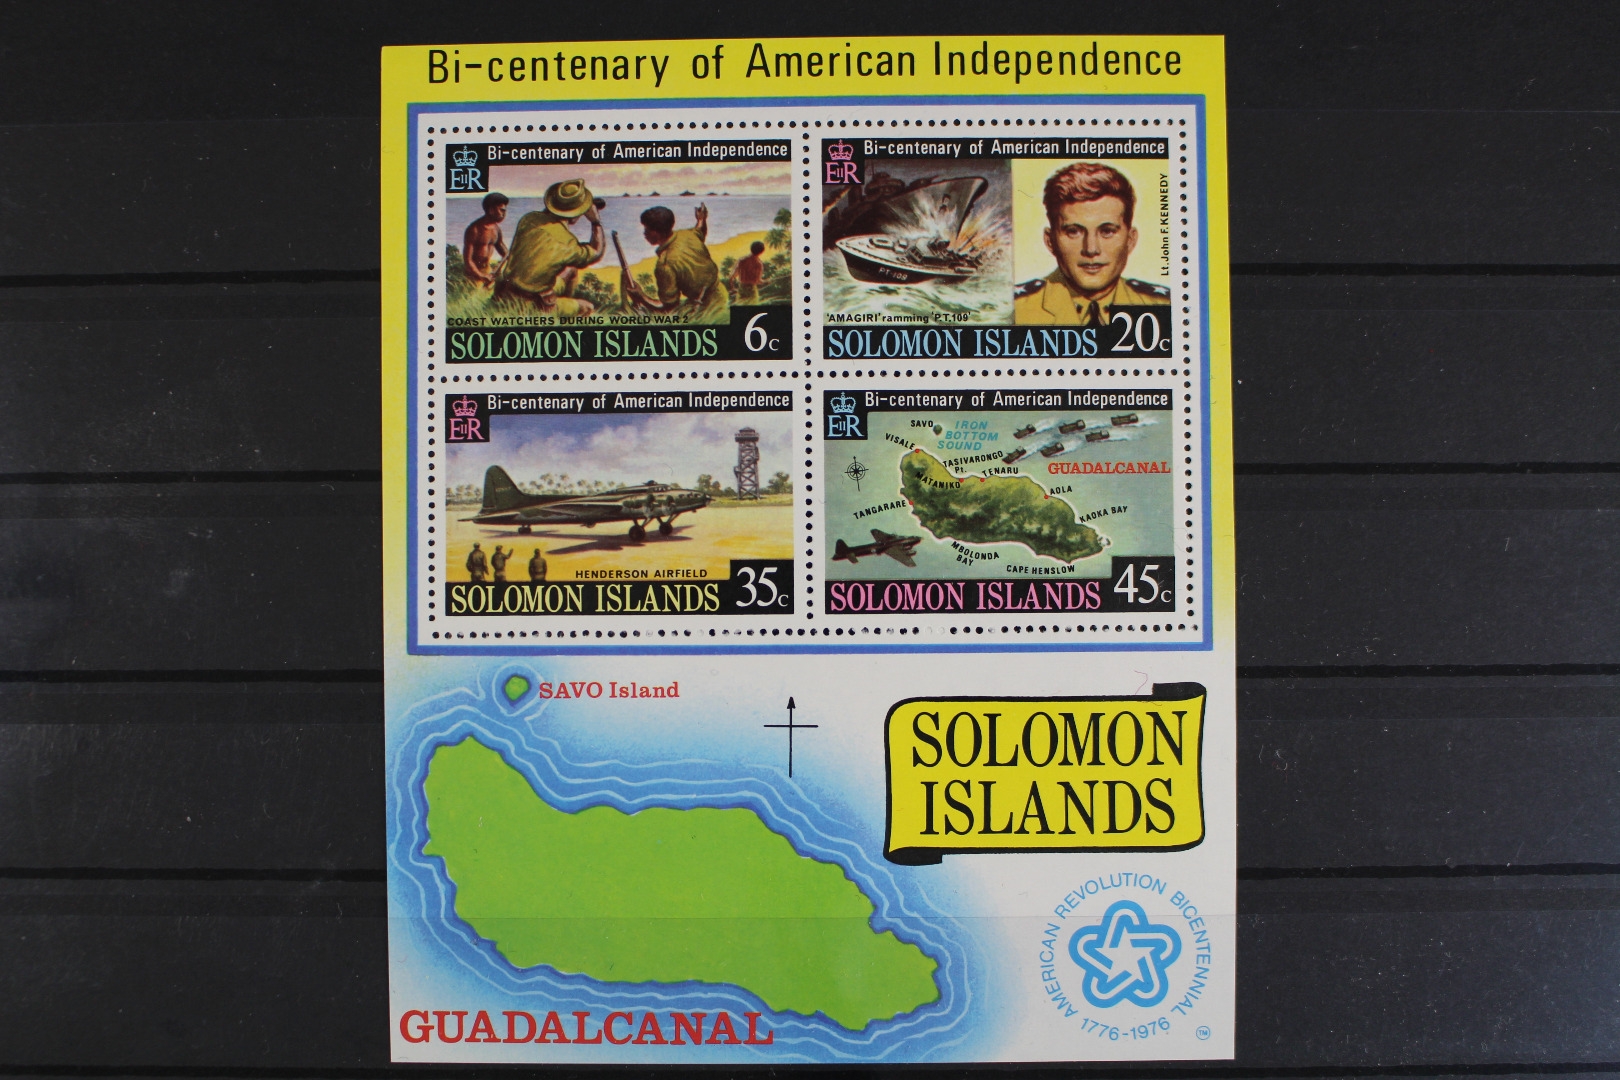 Bi-centenary of American Independence
Bi-centenary of American Independence
EIIR
COAST WATCHERS DURING WORLD WAR 2
SOLOMON ISLANDS 6c
Bi-centenary of American Independence
EIIR
PT 109
Lt. John F. KENNEDY
'AMAGIRI' ramming 'P.T.109'
SOLOMON ISLANDS 20c
Bi-centenary of American Independence
EIIR
HENDERSON AIRFIELD
SOLOMON ISLANDS 35c
Bi-centenary of American Independence
EIIR
SAVO
IRON
BOTTOM
SOUND
VISALE
TASIVARONGO
Pt.
TENARU
GUADALCANAL
MATANIKO
AOLA
TANGARARE
KAOKA BAY
MBOLONDA
BAY
CAPE HENSLOW
SOLOMON ISLANDS 45c
SAVO Island
SOLOMON
ISLANDS
AMERICAN REVOLUTION BICENTENNIAL
1776-1976
TM
GUADALCANAL